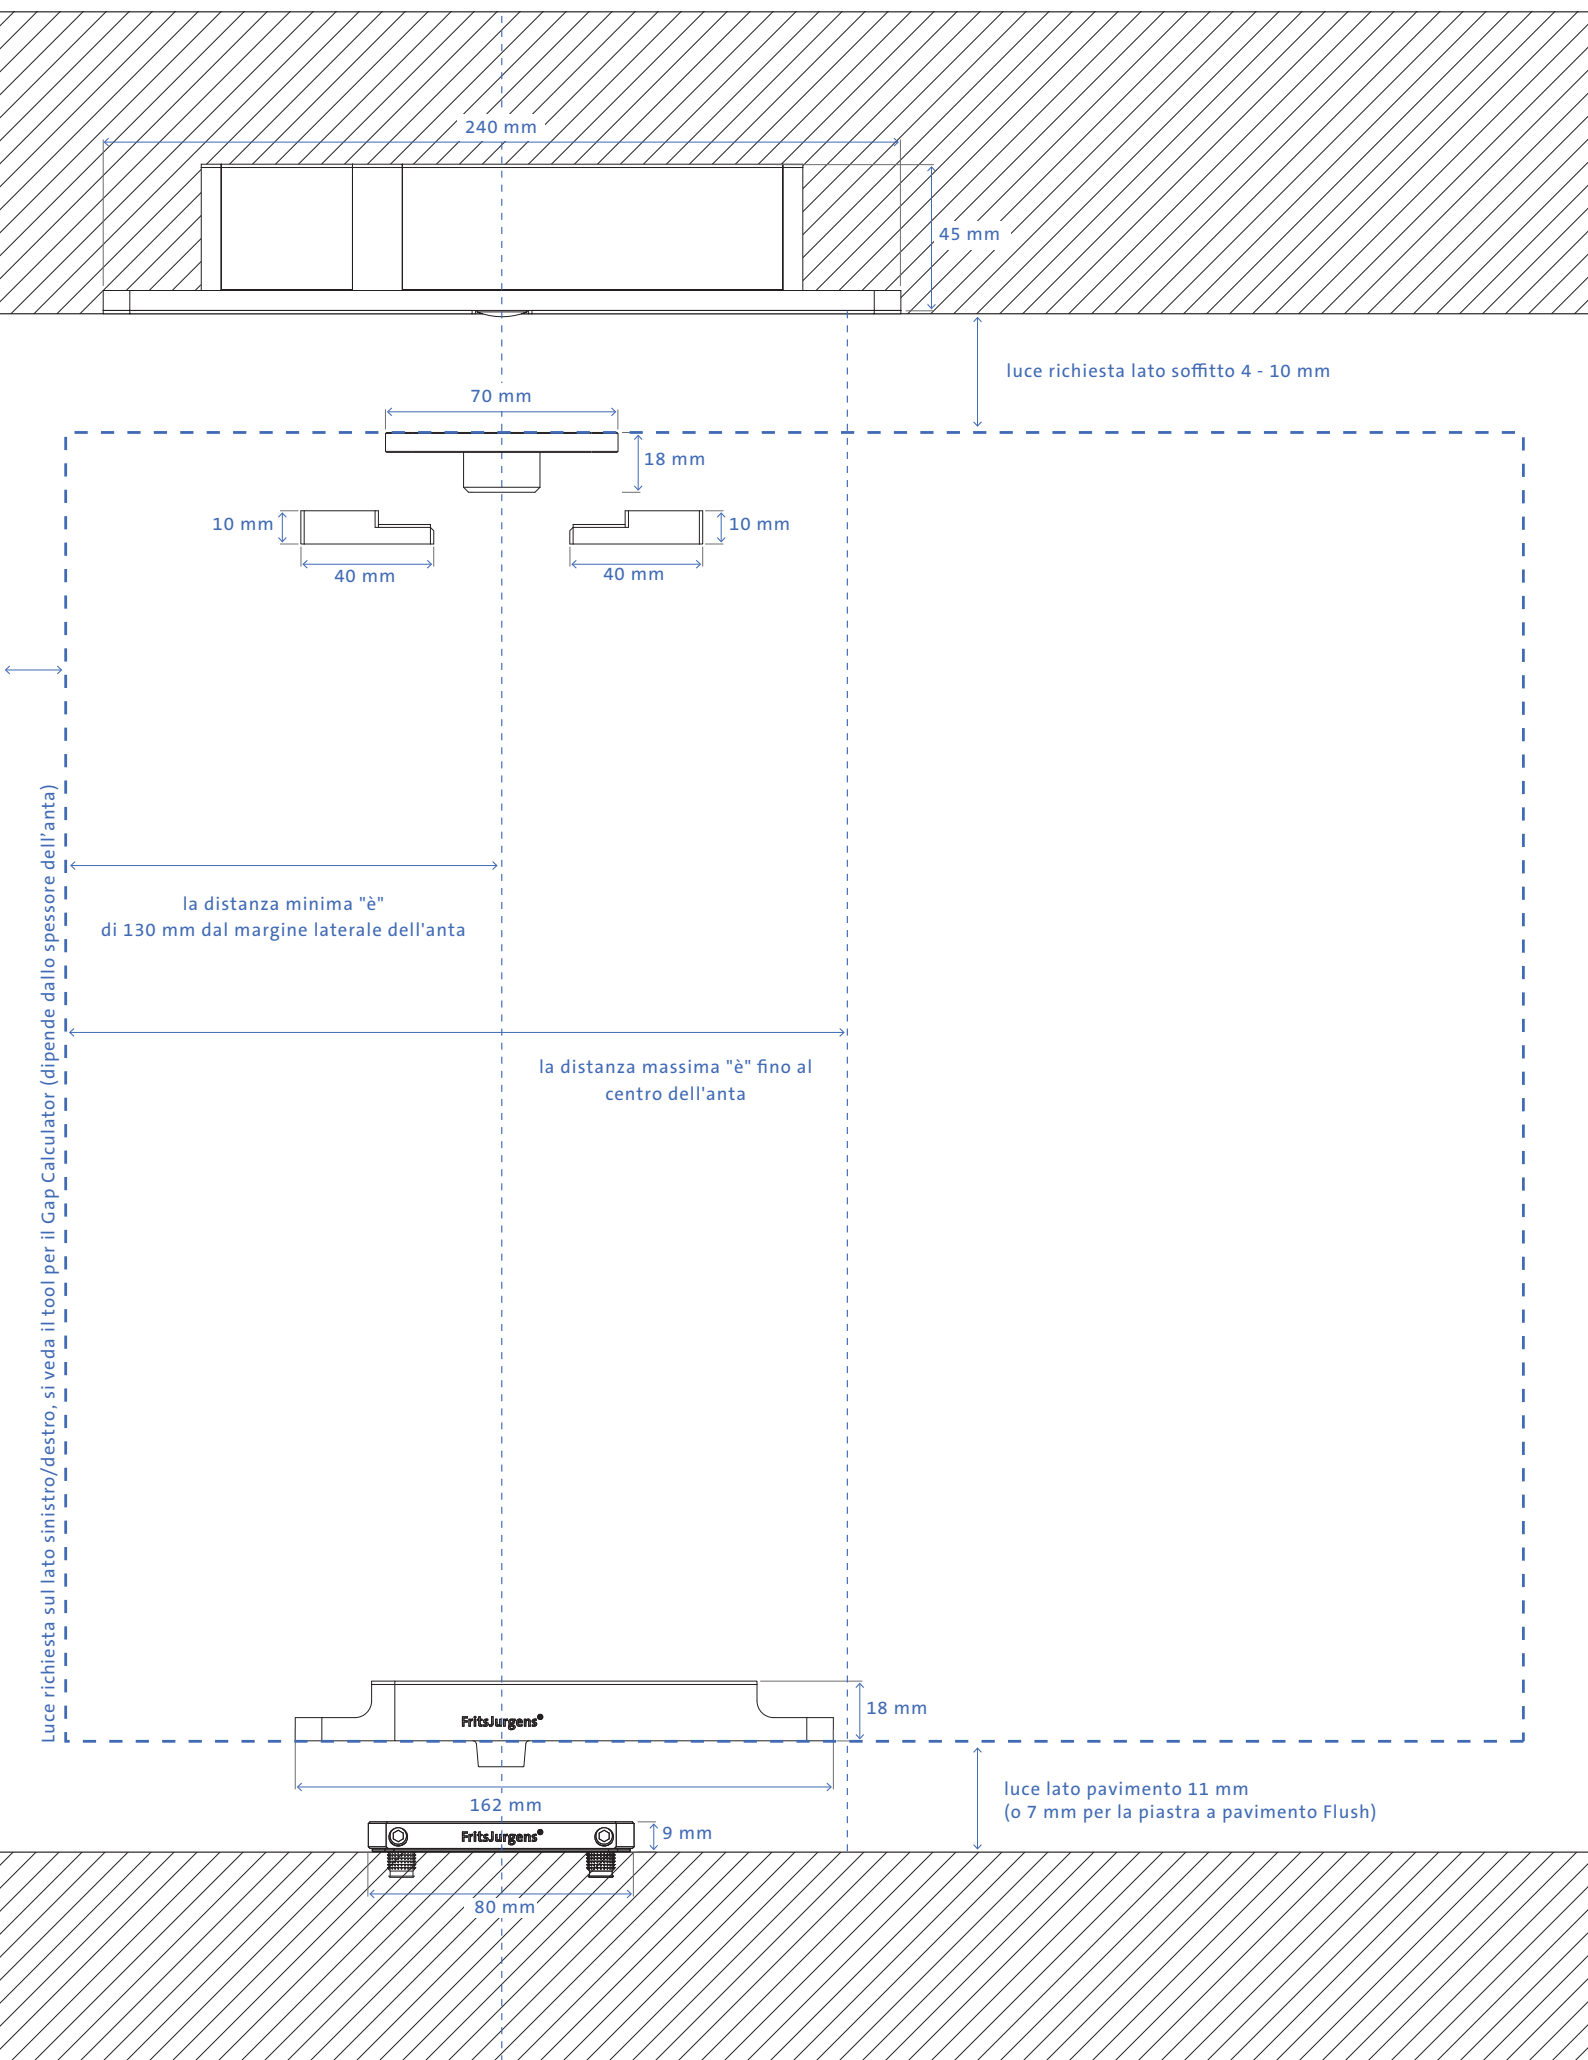 240 mm
45 mm
luce richiesta lato soffitto 4 - 10 mm
70 mm
18 mm
10 mm
10 mm
40 mm
40 mm
la distanza minima "è"
di 130 mm dal margine laterale dell'anta
la distanza massima "è" fino al
centro dell'anta
Luce richiesta sul lato sinistro/destro, si veda il tool per il Gap Calculator (dipende dallo spessore dell'anta)
18 mm
FritsJurgens®
luce lato pavimento 11 mm
(o 7 mm per la piastra a pavimento Flush)
162 mm
FritsJurgens®
9 mm
80 mm